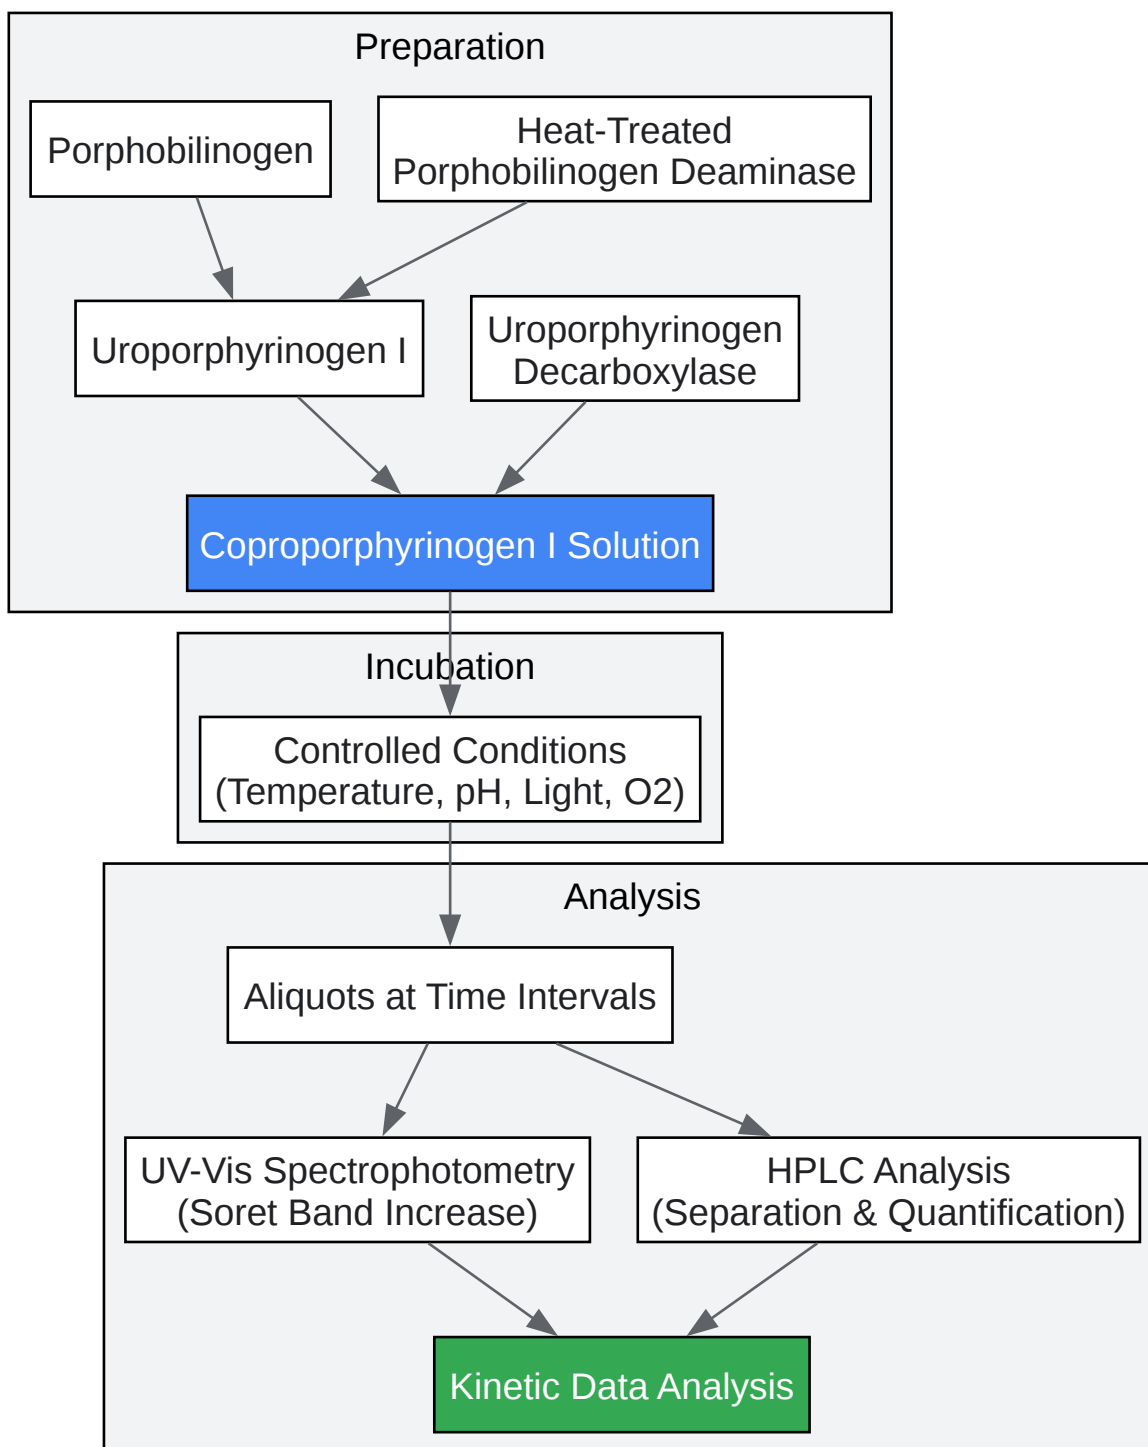 Preparation
Porphobilinogen
Heat-Treated
Porphobilinogen Deaminase
Uroporphyrinogen I
Uroporphyrinogen
Decarboxylase
Coproporphyrinogen I Solution
Incubation
Controlled Conditions
(Temperature, pH, Light, O2)
Analysis
Aliquots at Time Intervals
UV-Vis Spectrophotometry
(Soret Band Increase)
HPLC Analysis
(Separation & Quantification)
Kinetic Data Analysis